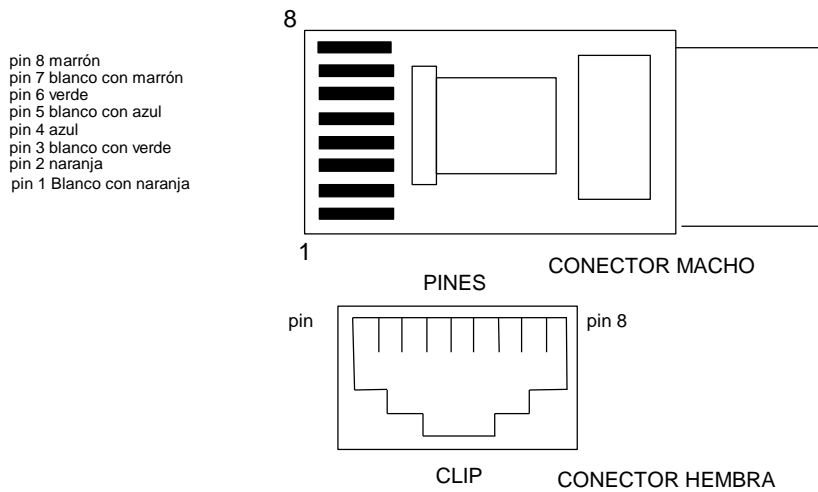 8
pin 8 marrón
pin 7 blanco con marrón
pin 6 verde
pin 5 blanco con azul
pin 4 azul
pin 3 blanco con verde
pin 2 naranja
pin 1 Blanco con naranja
1
CONECTOR MACHO
PINES
pin
pin 8
CLIP
CONECTOR HEMBRA